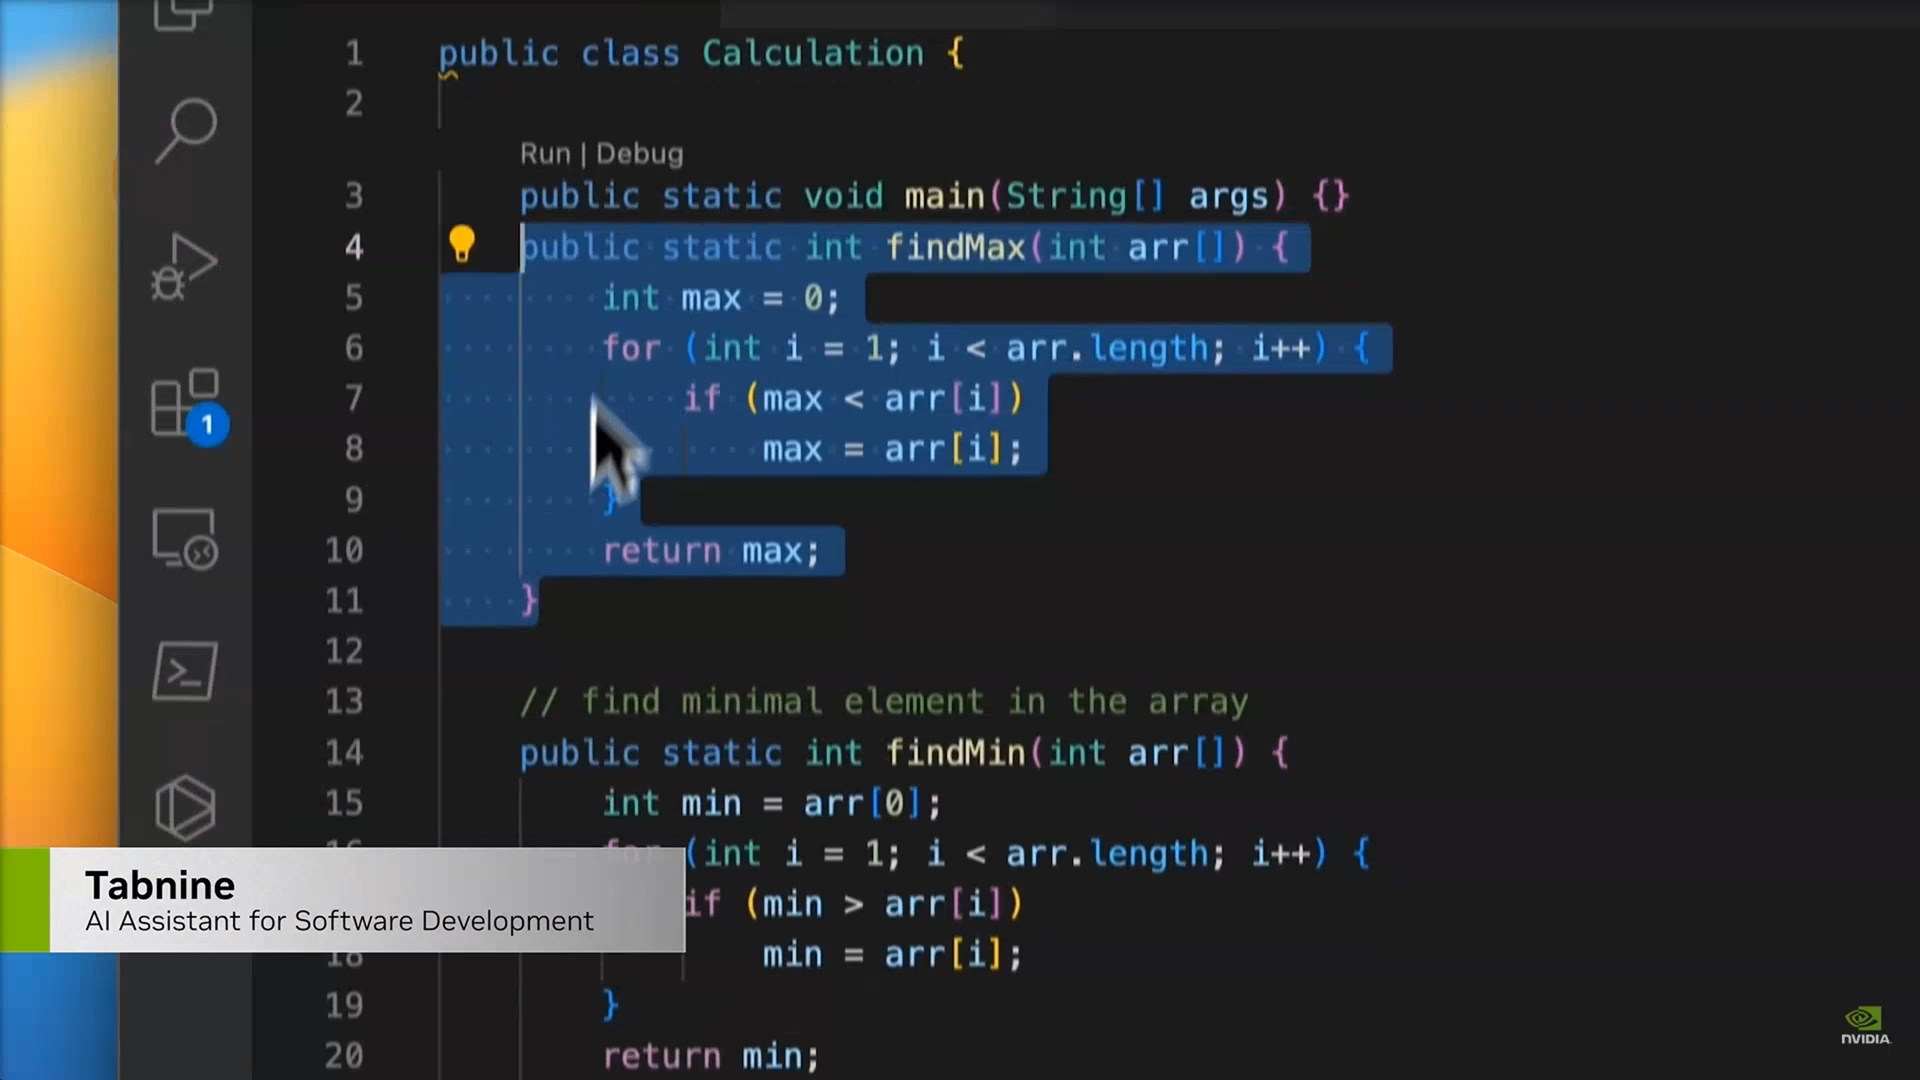 1 public class Calculation {
2
Run | Debug
3 public static void main(String[] args) {}
4 public static int findMax(int arr[]) {
5 int max = 0;
6 for (int i = 1; i < arr.length; i++) {
7 if (max < arr[i])
8 max = arr[i];
9 }
10 return max;
11 }
12
13 // find minimal element in the array
14 public static int findMin(int arr[]) {
15 int min = arr[0];
16 for (int i = 1; i < arr.length; i++) {
if (min > arr[i])
18 min = arr[i];
19 }
20 return min;
1
Tabnine
AI Assistant for Software Development
NVIDIA